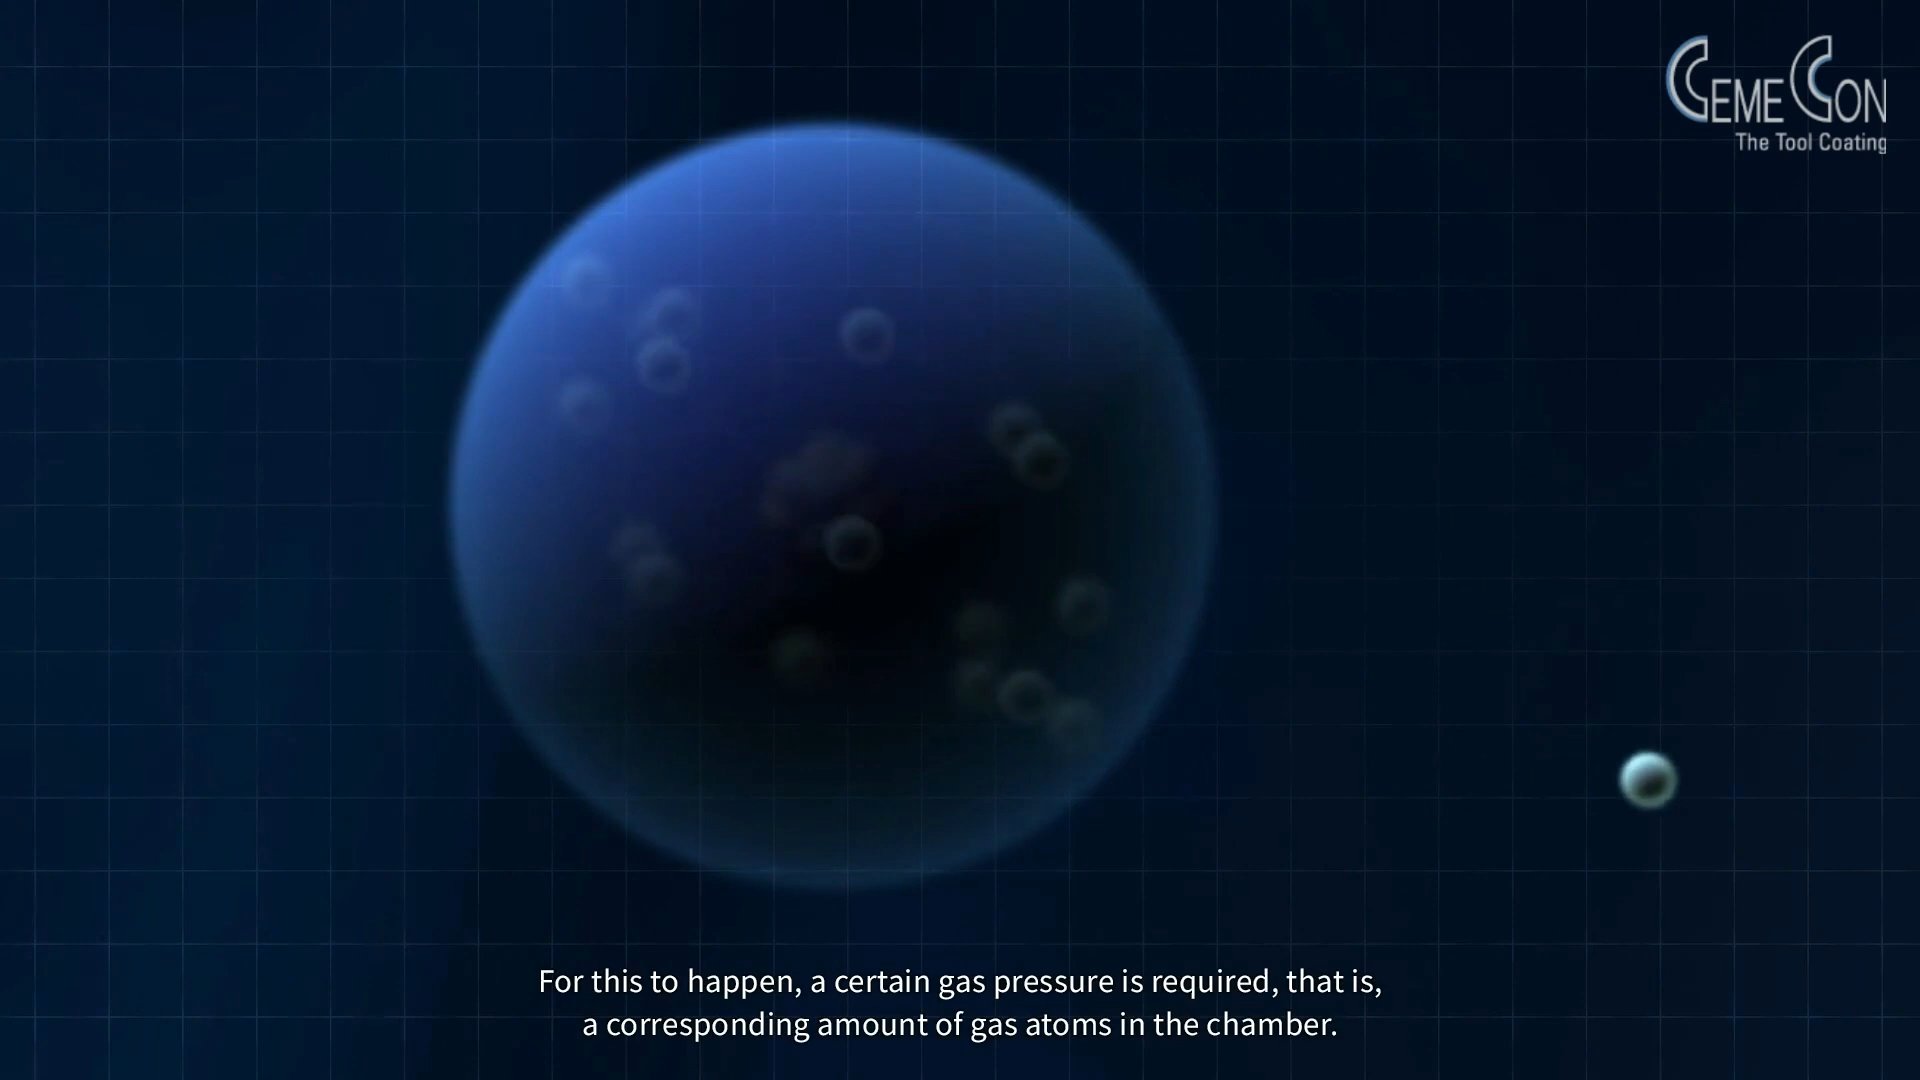 CemeCon
The Tool Coating
For this to happen, a certain gas pressure is required, that is,
a corresponding amount of gas atoms in the chamber.